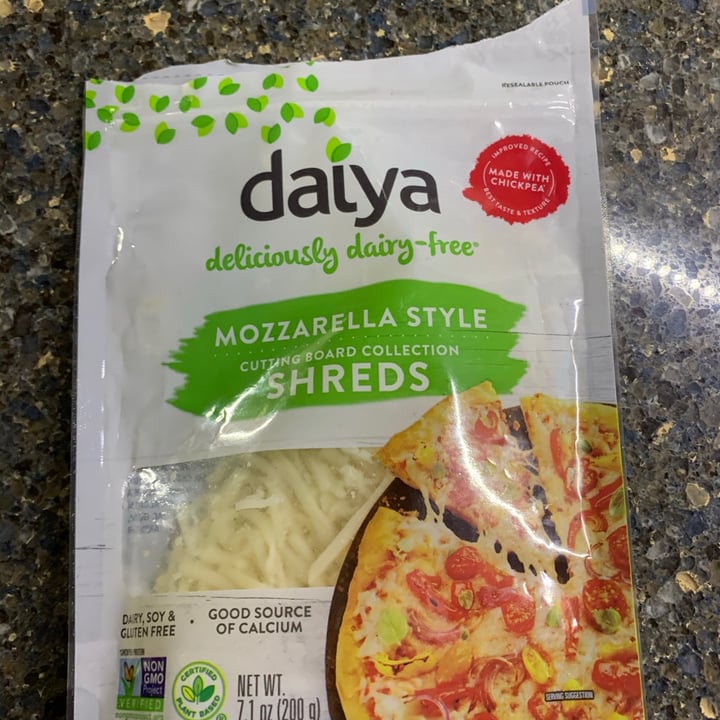 RESEALABLE POUCH
daiya
deliciously dairy-free
IMPROVED RECIPE
MADE WITH
CHICKPEA
BEST TASTE & TEXTURE
MOZZARELLA STYLE
CUTTING BOARD COLLECTION
SHREDS
DAIRY, SOY &
GLUTEN FREE
•
GOOD SOURCE
OF CALCIUM
NON
GMO
Project
VERIFIED
nongmoproject.org
CERTIFIED
PLANT BASED
NET WT.
7.1 oz (200 g)
SERVING SUGGESTION